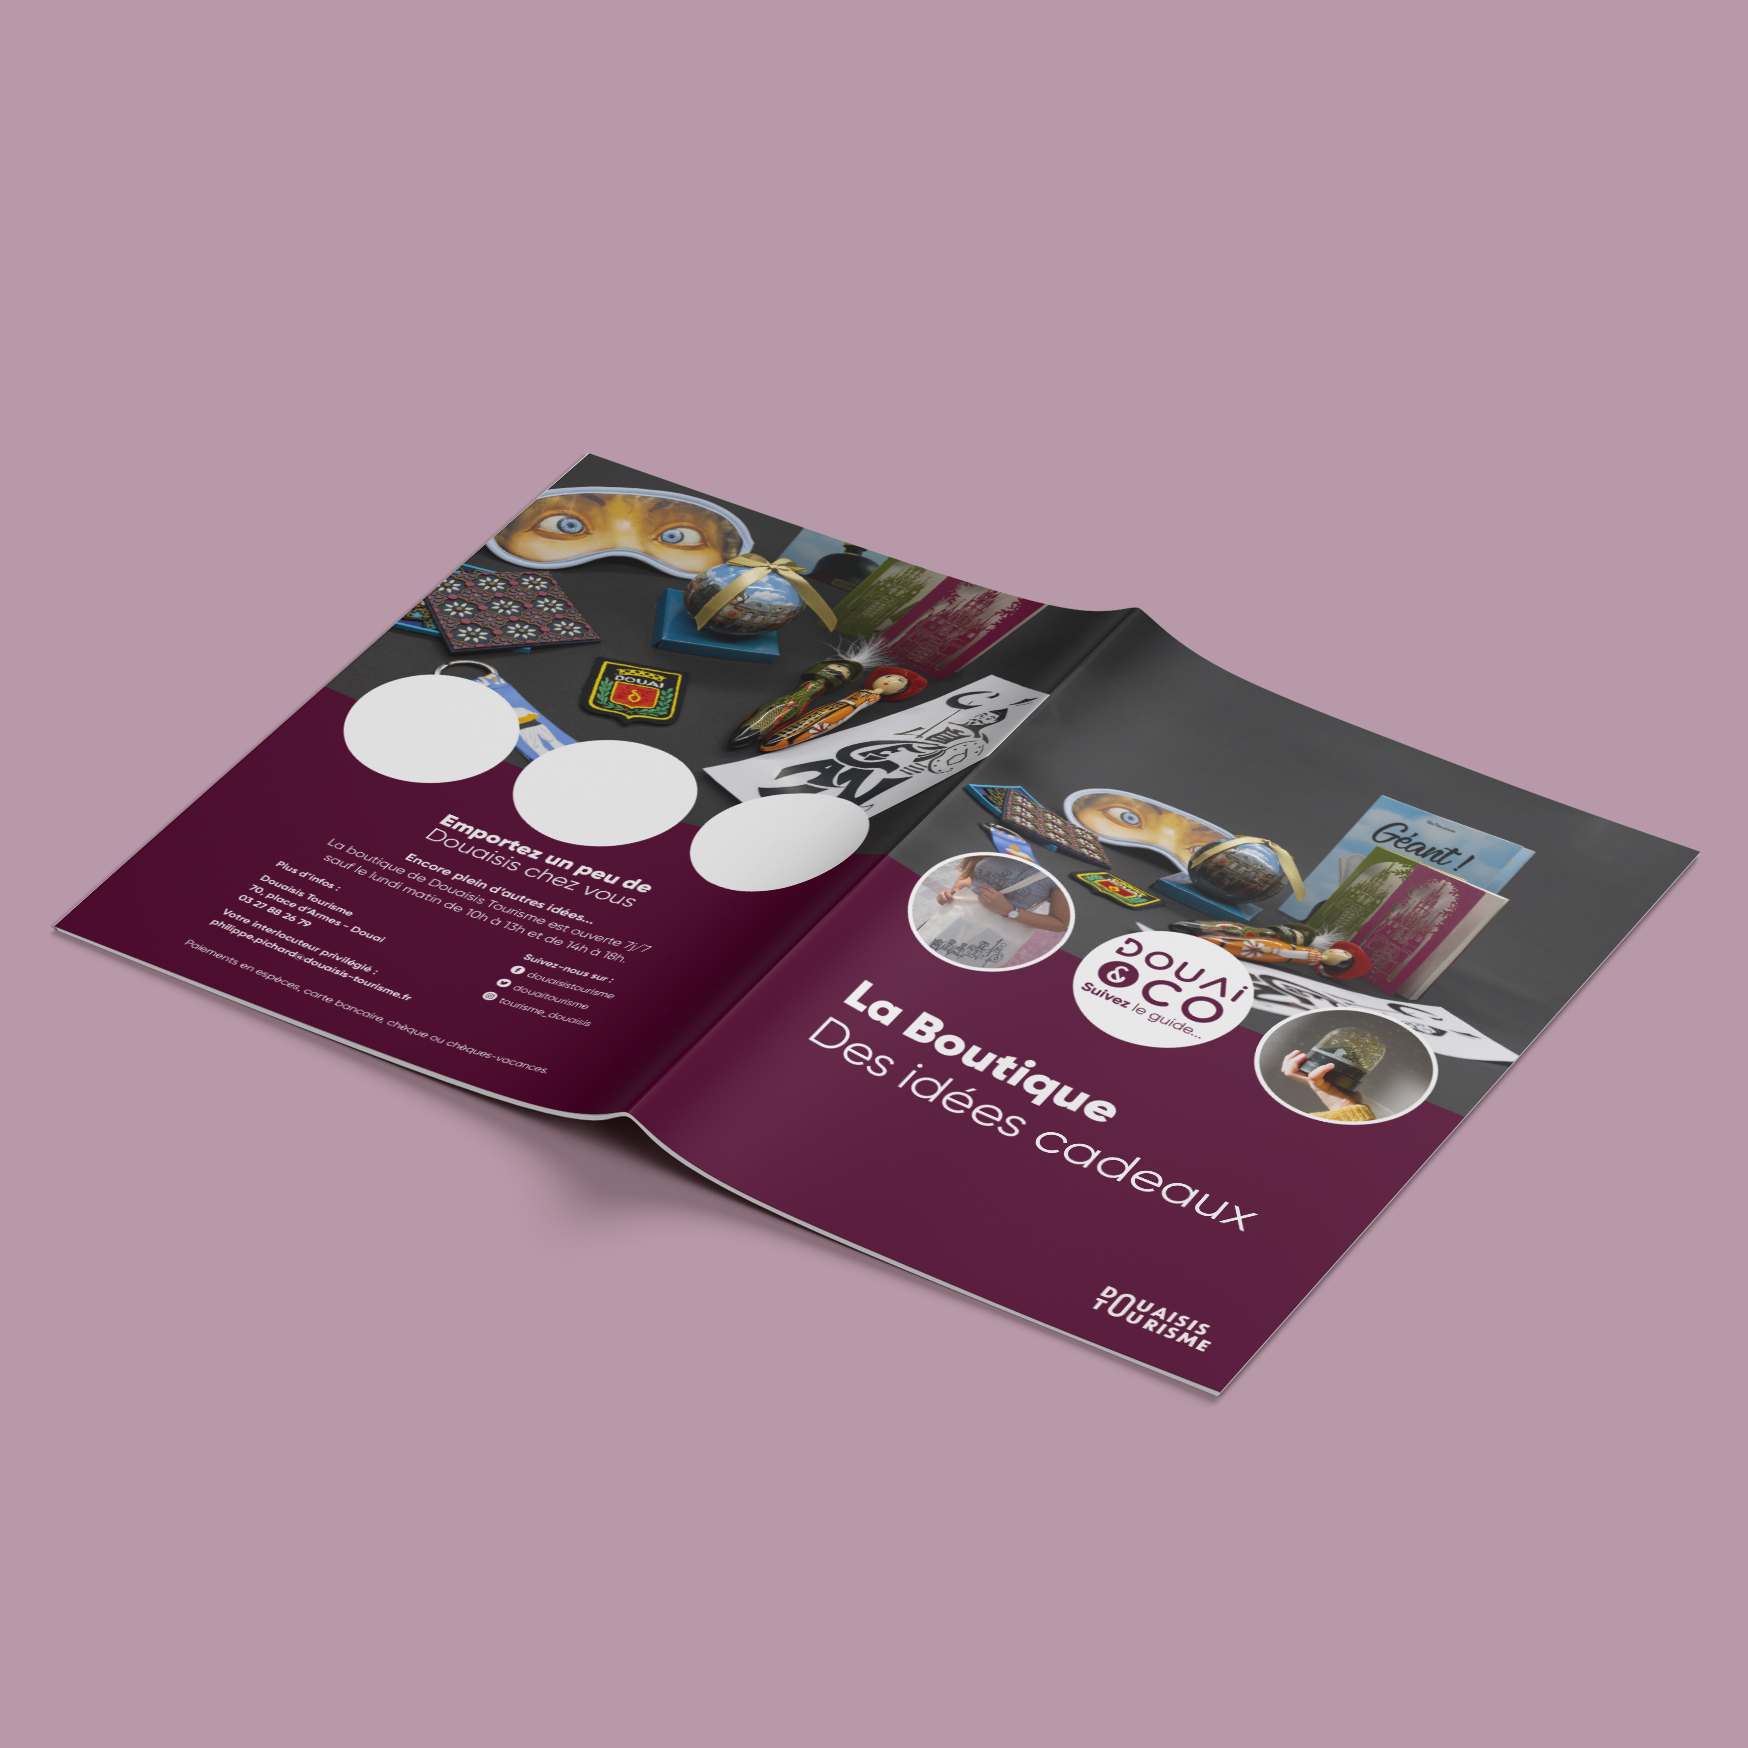 DOUAI
GÉANT
Emportez un peu de
Douaisis chez vous
Encore plein d'autres idées...
La boutique de Douaisis Tourisme est ouverte 7j/7
sauf le lundi matin de 10h à 13h et de 14h à 18h.
Plus d'infos :
Douaisis Tourisme
70, place d'Armes - Douai
03 27 88 26 79
Votre interlocuteur privilégié :
philippe.pichard@douaisis-tourisme.fr
Suivez-nous sur :
douaisistourisme
douaitourisme
tourisme_douaisis
Paiements en espèces, carte bancaire, chèque ou chèques-vacances.
Géant !
DOUAI
DOUAi
&CO
Suivez le guide...
La Boutique
Des idées cadeaux
DOUAISIS
TOURISME